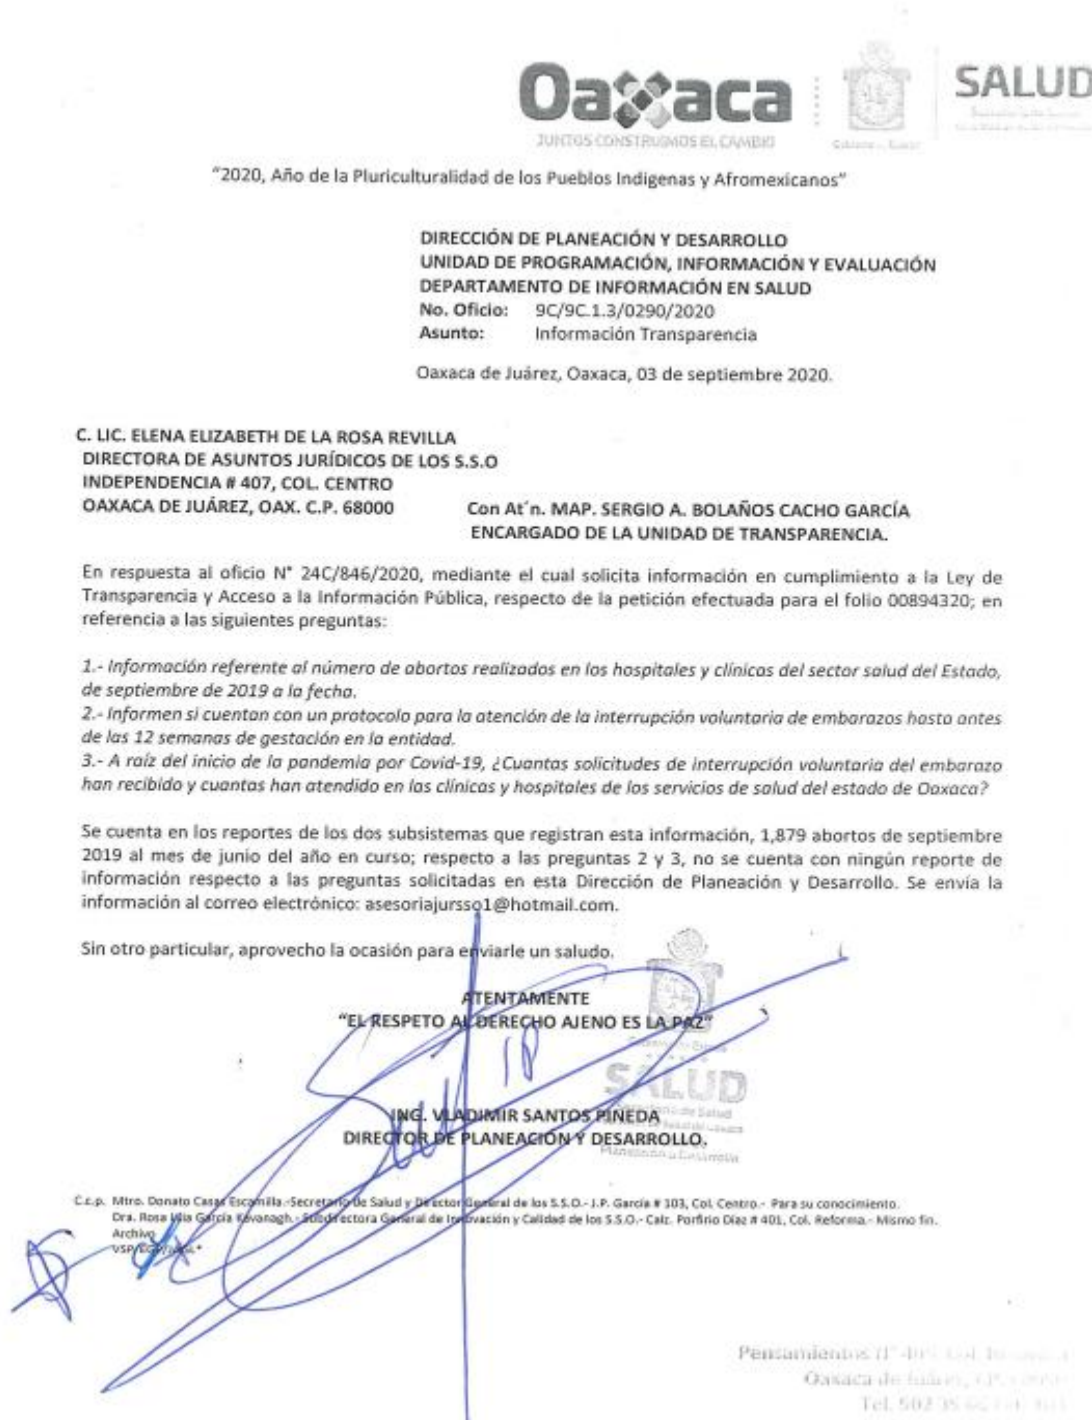 Oaxaca
JUNTOS CONSTRUIMOS EL CAMBIO
SALUD
"2020, Año de la Pluriculturalidad de los Pueblos Indigenas y Afromexicanos"
DIRECCIÓN DE PLANEACIÓN Y DESARROLLO
UNIDAD DE PROGRAMACIÓN, INFORMACIÓN Y EVALUACIÓN
DEPARTAMENTO DE INFORMACIÓN EN SALUD
No. Oficio: 9C/9C.1.3/0290/2020
Asunto: Información Transparencia
Oaxaca de Juárez, Oaxaca, 03 de septiembre 2020.
C. LIC. ELENA ELIZABETH DE LA ROSA REVILLA
DIRECTORA DE ASUNTOS JURÍDICOS DE LOS S.S.O
INDEPENDENCIA # 407, COL. CENTRO
OAXACA DE JUÁREZ, OAX. C.P. 68000
Con At´n. MAP. SERGIO A. BOLAÑOS CACHO GARCÍA
ENCARGADO DE LA UNIDAD DE TRANSPARENCIA.
En respuesta al oficio N° 24C/846/2020, mediante el cual solicita información en cumplimiento a la Ley de
Transparencia y Acceso a la Información Pública, respecto de la petición efectuada para el folio 00894320; en
referencia a las siguientes preguntas:
1.- Información referente al número de abortos realizados en los hospitales y clínicas del sector salud del Estado,
de septiembre de 2019 a la fecha.
2.- Informen si cuentan con un protocolo para la atención de la interrupción voluntaria de embarazos hasta antes
de las 12 semanas de gestación en la entidad.
3.- A raíz del inicio de la pandemia por Covid-19, ¿Cuantas solicitudes de interrupción voluntaria del embarazo
han recibido y cuantas han atendido en las clínicas y hospitales de los servicios de salud del estado de Oaxaca?
Se cuenta en los reportes de los dos subsistemas que registran esta información, 1,879 abortos de septiembre
2019 al mes de junio del año en curso; respecto a las preguntas 2 y 3, no se cuenta con ningún reporte de
información respecto a las preguntas solicitadas en esta Dirección de Planeación y Desarrollo. Se envía la
información al correo electrónico: asesoriajursso1@hotmail.com.
Sin otro particular, aprovecho la ocasión para enviarle un saludo.
ATENTAMENTE
"EL RESPETO AL DERECHO AJENO ES LA PAZ"
SALUD
ING. VLADIMIR SANTOS PINEDA
DIRECTOR DE PLANEACIÓN Y DESARROLLO.
Planeación y Desarrollo
C.c.p. Mtro. Donato Casas Escamilla.-Secretario de Salud y Director General de los S.S.O.- J.P. García # 103, Col. Centro.- Para su conocimiento.
Dra. Rosa García Kavanagh.- Subdirectora General de Innovación y Calidad de los S.S.O.- Calz. Porfirio Díaz # 401, Col. Reforma.- Mismo fin.
Archivo
Pensamientos
Oaxaca de
Tel.